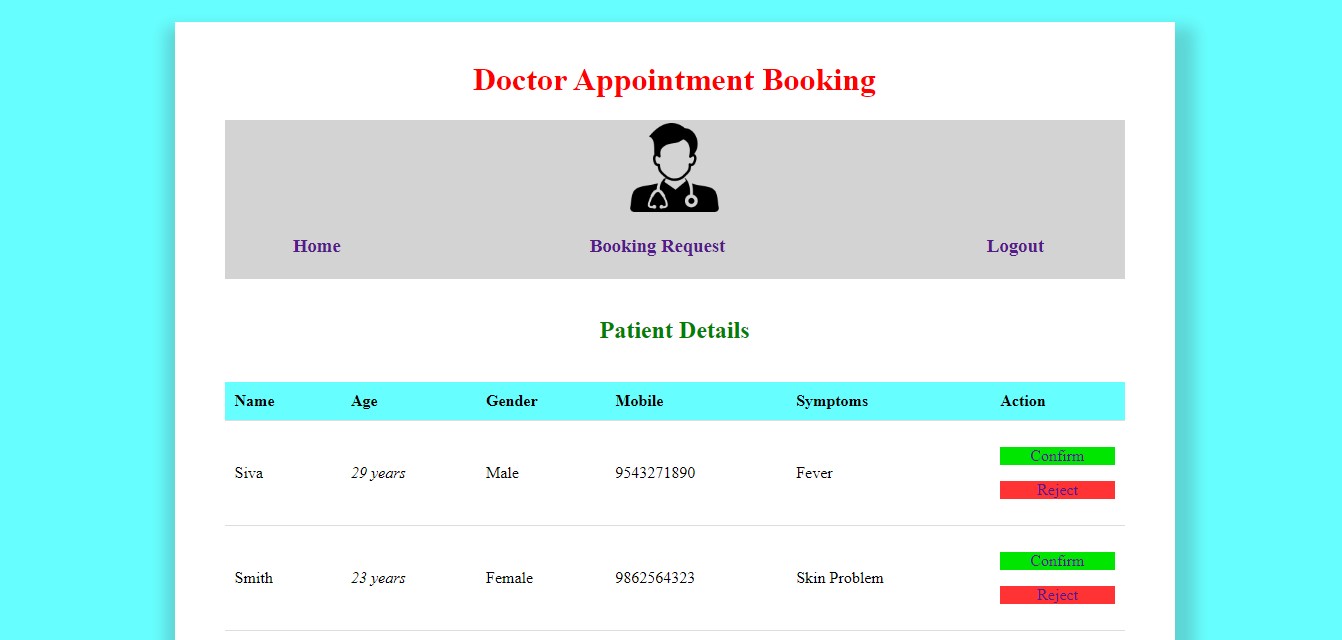 Doctor Appointment Booking
Home Booking Request Logout
Patient Details
Name Age Gender Mobile Symptoms Action
Siva 29 years Male 9543271890 Fever Confirm
Reject
Smith 23 years Female 9862564323 Skin Problem Confirm
Reject